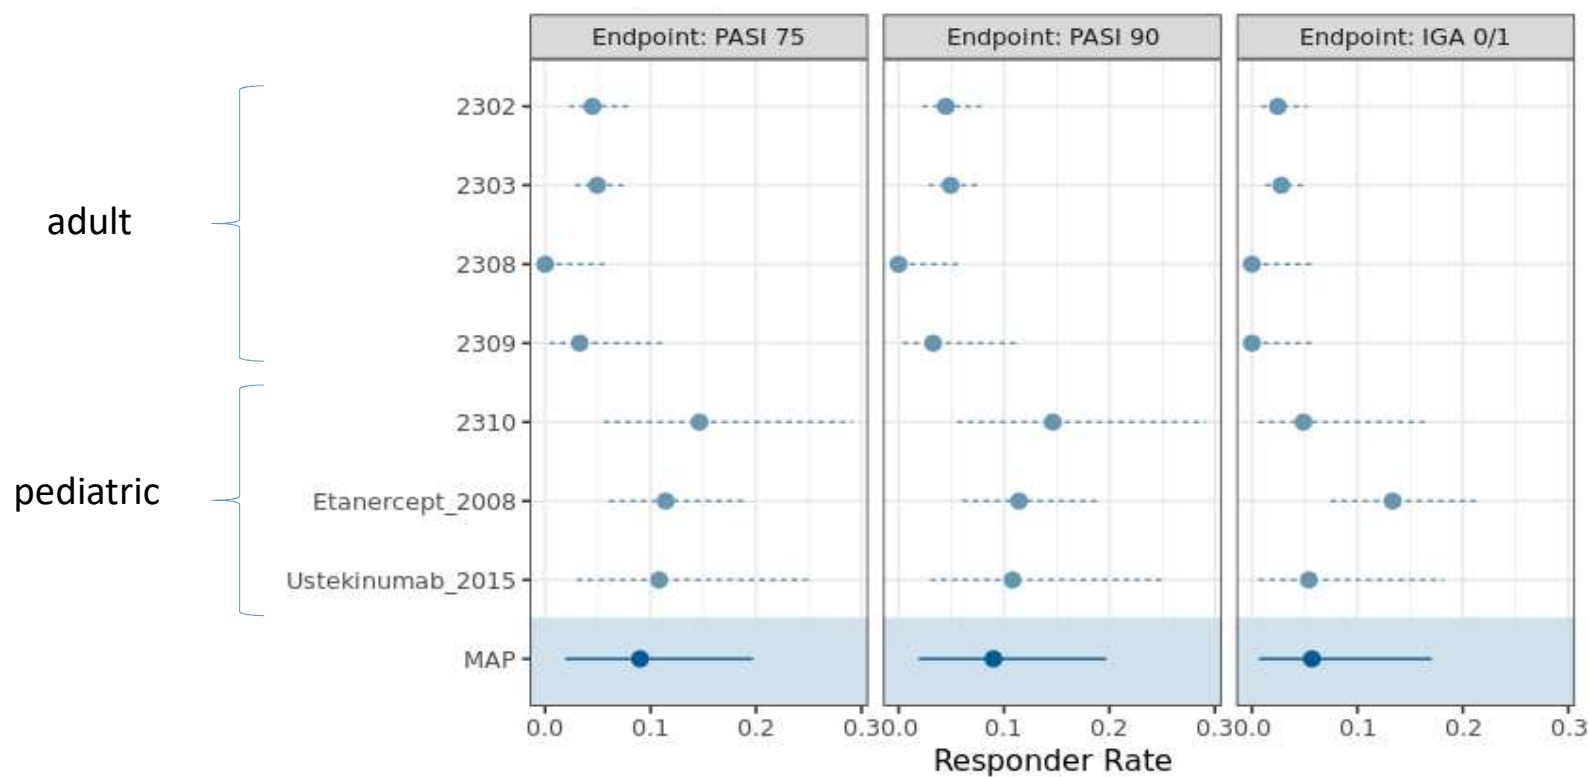 Endpoint: PASI 75 Endpoint: PASI 90 Endpoint: IGA 0/1
adult
2302
2303
2308
2309
pediatric
2310
Etanercept_2008
Ustekinumab_2015
MAP
0.0 0.1 0.2 0.3 0.0 0.1 0.2 0.3 0.0 0.1 0.2 0.3
Responder Rate